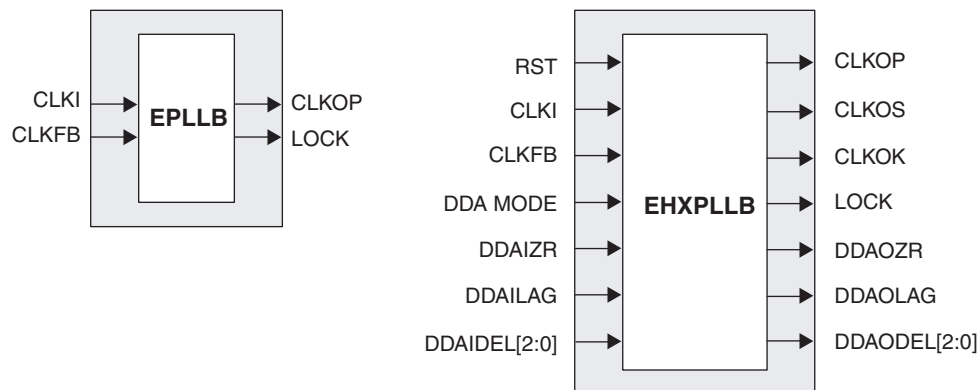 CLKI
CLKFB
EPLLB
CLKOP
LOCK
RST
CLKI
CLKFB
DDA MODE
DDAIZR
DDAILAG
DDAIDEL[2:0]
EHXPLLB
CLKOP
CLKOS
CLKOK
LOCK
DDAOZR
DDAOLAG
DDAODEL[2:0]